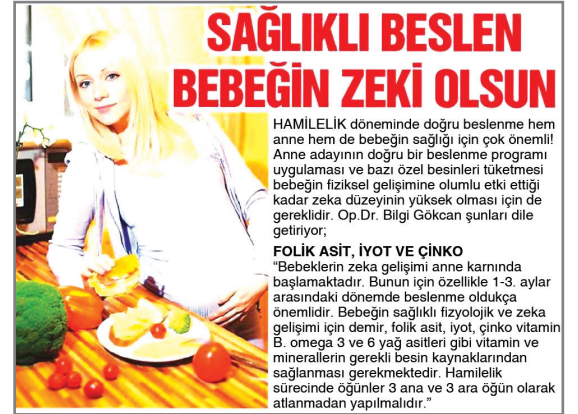 SAĞLIKLI BESLEN
BEBEĞİN ZEKİ OLSUN
HAMİLELİK döneminde doğru beslenme hem
anne hem de bebeğin sağlığı için çok önemli!
Anne adayının doğru bir beslenme programı
uygulaması ve bazı özel besinleri tüketmesi
bebeğin fiziksel gelişimine olumlu etki ettiği
kadar zeka düzeyinin yüksek olması için de
gereklidir. Op.Dr. Bilgi Gökcan şunları dile
getiriyor;
FOLİK ASİT, İYOT VE ÇİNKO
“Bebeklerin zeka gelişimi anne karnında
başlamaktadır. Bunun için özellikle 1-3. aylar
arasındaki dönemde beslenme oldukça
önemlidir. Bebeğin sağlıklı fizyolojik ve zeka
gelişimi için demir, folik asit, iyot, çinko vitamin
B. omega 3 ve 6 yağ asitleri gibi vitamin ve
minerallerin gerekli besin kaynaklarından
sağlanması gerekmektedir. Hamilelik
sürecinde öğünler 3 ana ve 3 ara öğün olarak
atlanmadan yapılmalıdır.”